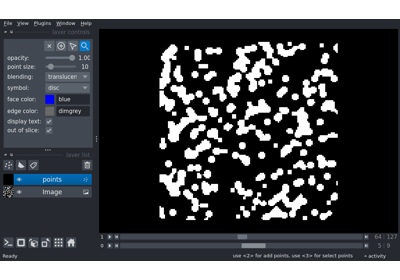 File View Plugins Window Help
layer controls
opacity: 1.00
point size: 10
blending: translucen
symbol: disc
face color: blue
edge color: dimgrey
display text:
out of slice:
layer list
points
Image
1 64 127
0 5 9
Ready use <2> for add points, use <3> for select points activity